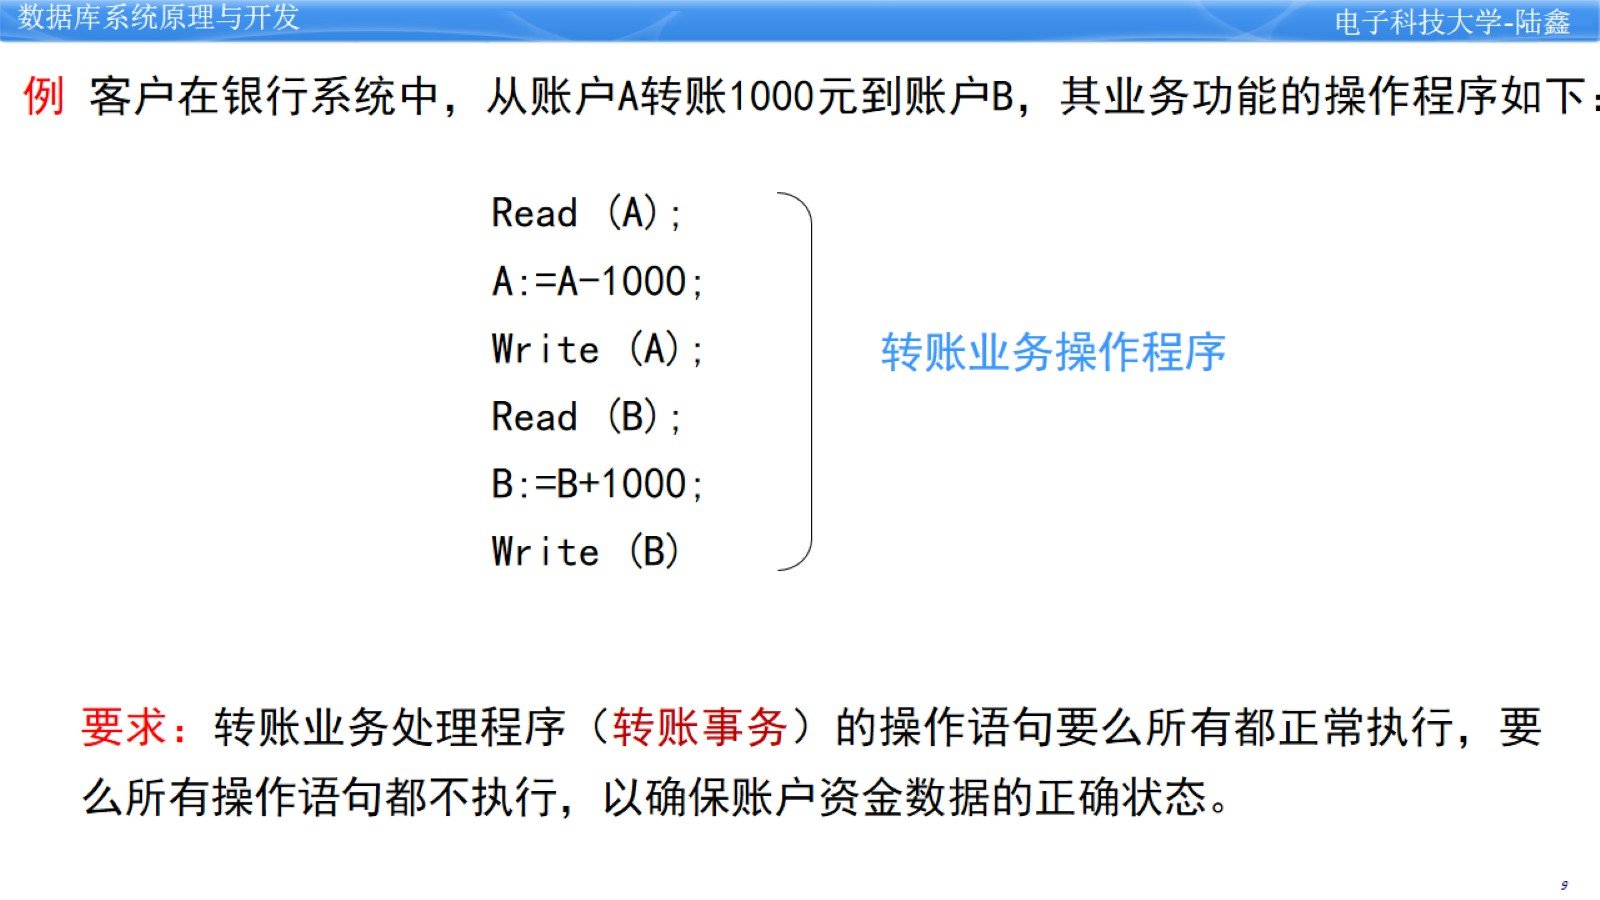 数据库系统原理与开发
电子科技大学-陆鑫
例 客户在银行系统中，从账户A转账1000元到账户B，其业务功能的操作程序如下：
Read (A);
A:=A-1000;
Write (A);
Read (B);
B:=B+1000;
Write (B)
转账业务操作程序
要求：转账业务处理程序（转账事务）的操作语句要么所有都正常执行，要
么所有操作语句都不执行，以确保账户资金数据的正确状态。
9